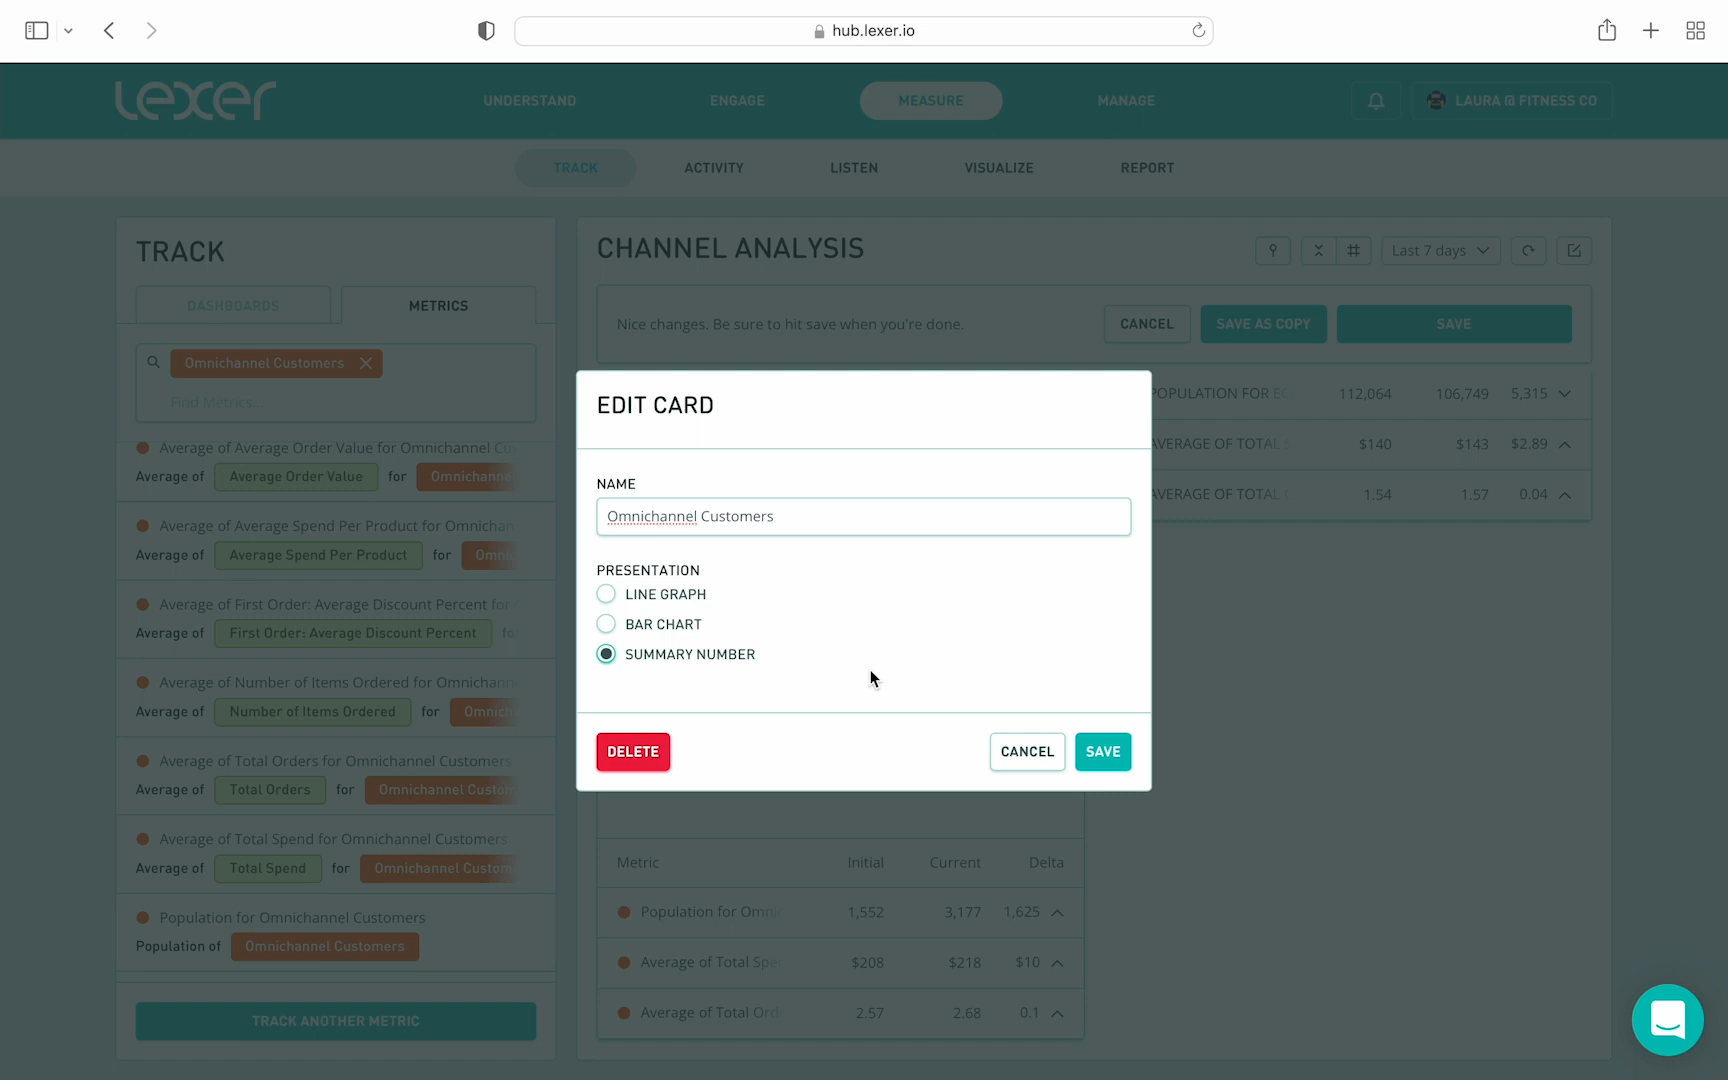 hub.lexer.io
lexer
UNDERSTAND
ENGAGE
MEASURE
MANAGE
LAURA @ FITNESS CO
TRACK
ACTIVITY
LISTEN
VISUALIZE
REPORT
TRACK
DASHBOARDS
METRICS
Omnichannel Customers
Find Metrics...
Average of Average Order Value for Omnichannel Cus
Average of Average Order Value for Omnichannel
Average of Average Spend Per Product for Omnichan
Average of Average Spend Per Product for Omnic
Average of First Order: Average Discount Percent for
Average of First Order: Average Discount Percent fo
Average of Number of Items Ordered for Omnichann
Average of Number of Items Ordered for Omnich
Average of Total Orders for Omnichannel Customers
Average of Total Orders for Omnichannel Custom
Average of Total Spend for Omnichannel Customers
Average of Total Spend for Omnichannel Custom
Population for Omnichannel Customers
Population of Omnichannel Customers
TRACK ANOTHER METRIC
CHANNEL ANALYSIS
Last 7 days
Nice changes. Be sure to hit save when you're done.
CANCEL
SAVE AS COPY
SAVE
POPULATION FOR EC 112,064 106,749 5,315
AVERAGE OF TOTAL S $140 $143 $2.89
AVERAGE OF TOTAL 1.54 1.57 0.04
EDIT CARD
NAME
Omnichannel Customers
PRESENTATION
LINE GRAPH
BAR CHART
SUMMARY NUMBER
DELETE
CANCEL
SAVE
Metric Initial Current Delta
Population for Omnic 1,552 3,177 1,625
Average of Total Spe $208 $218 $10
Average of Total Ord 2.57 2.68 0.1